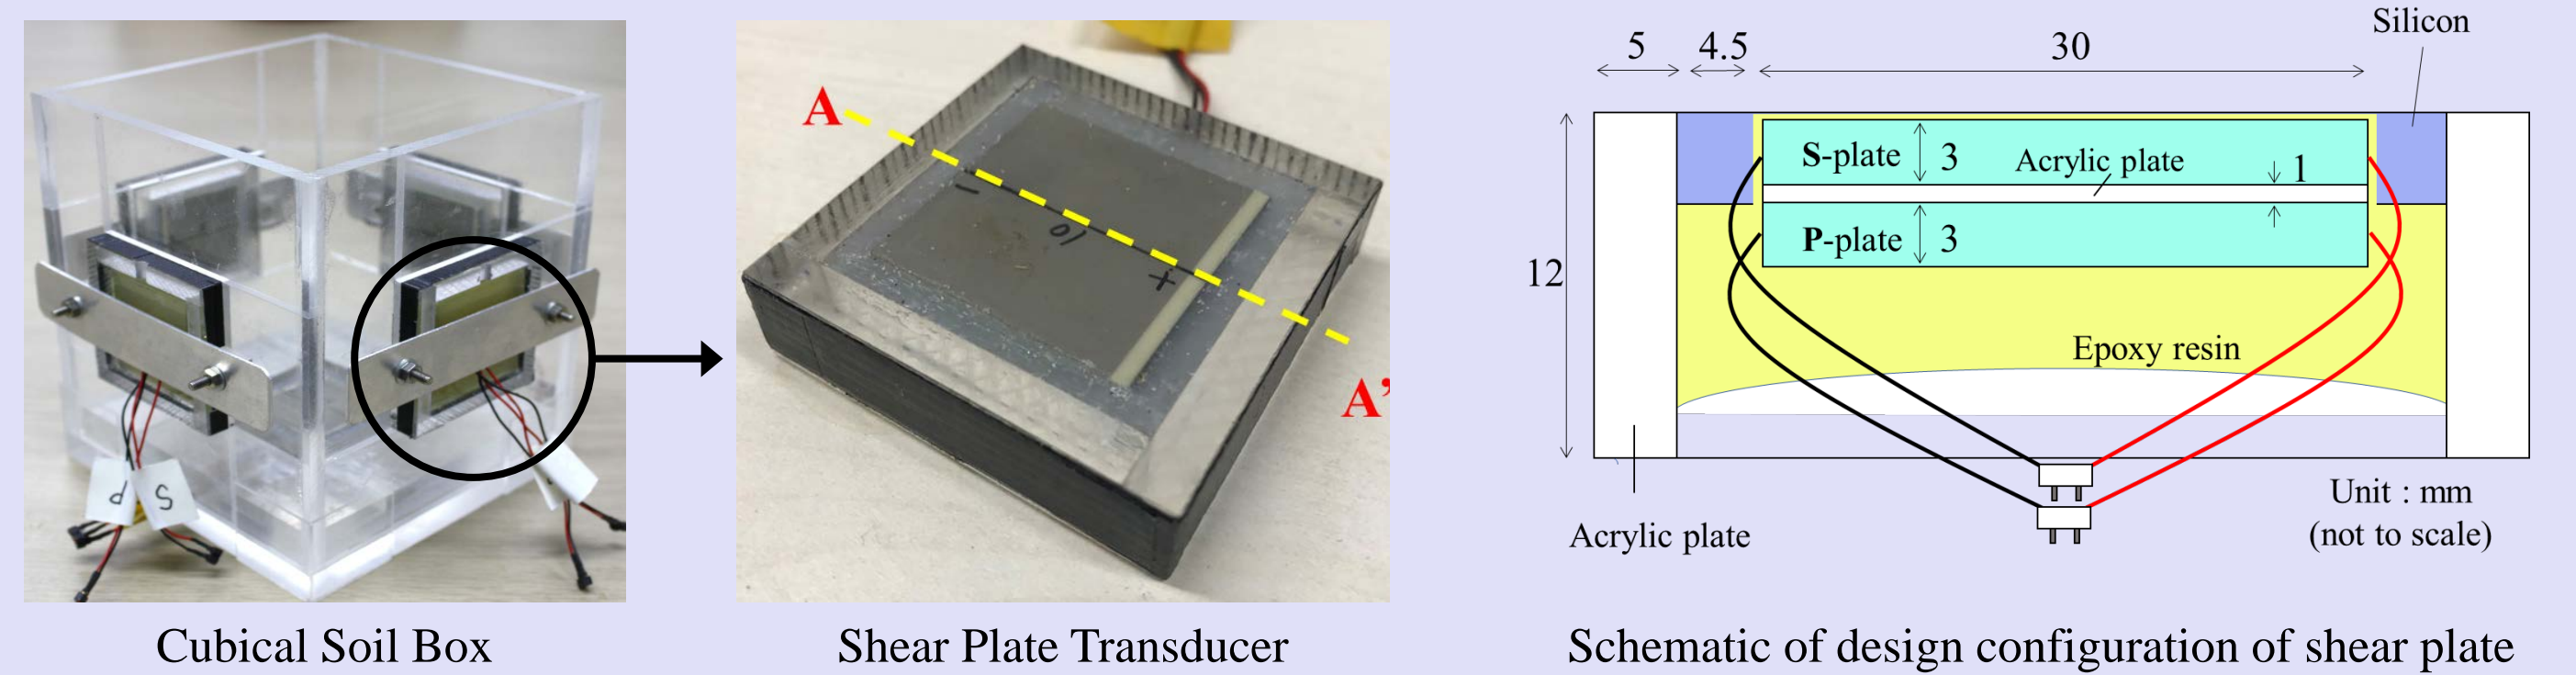 P
S
Cubical Soil Box
A
–
10
+
A’
Shear Plate Transducer
Silicon
5
4.5
30
S-plate
3
Acrylic plate
1
P-plate
3
12
Epoxy resin
Unit : mm
(not to scale)
Acrylic plate
Schematic of design configuration of shear plate